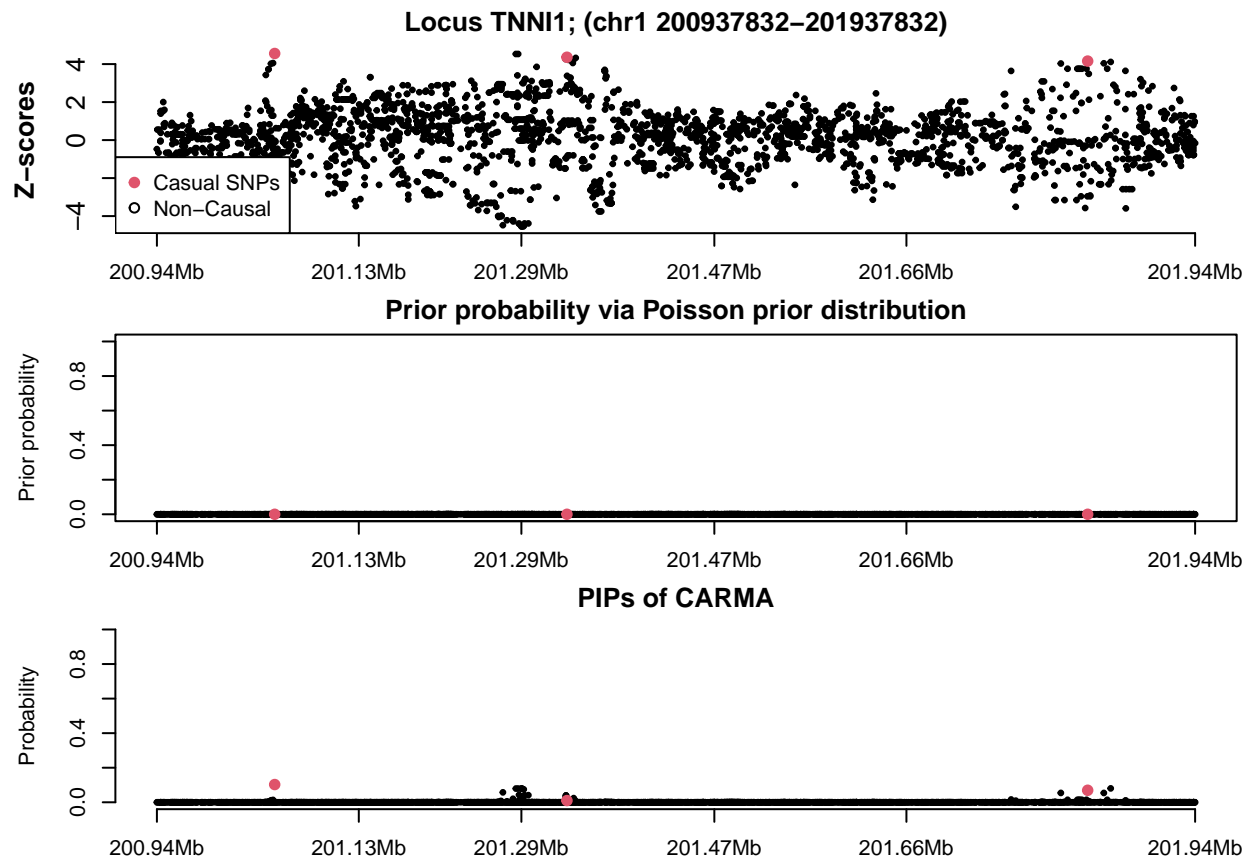 Locus TNNI1; (chr1 200937832−201937832)
Z−scores
4
2
0
−4
Casual SNPs
Non−Causal
200.94Mb 201.13Mb 201.29Mb 201.47Mb 201.66Mb 201.94Mb
Prior probability via Poisson prior distribution
Prior probability
0.8
0.4
0.0
200.94Mb 201.13Mb 201.29Mb 201.47Mb 201.66Mb 201.94Mb
PIPs of CARMA
Probability
0.8
0.4
0.0
200.94Mb 201.13Mb 201.29Mb 201.47Mb 201.66Mb 201.94Mb